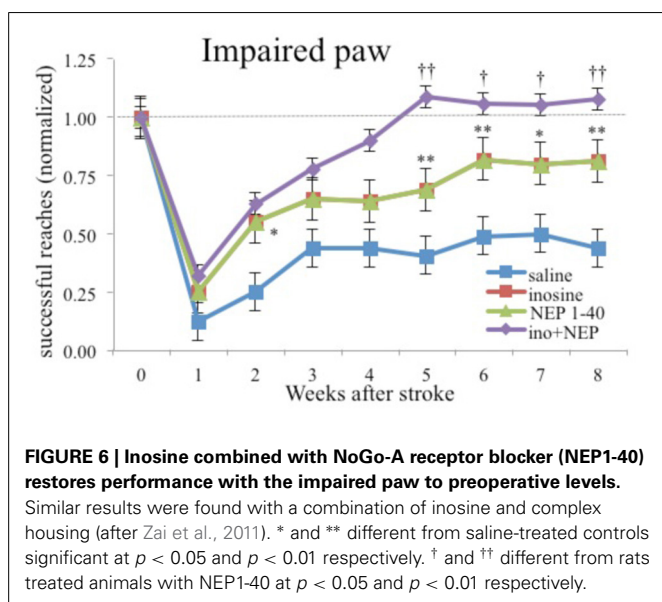 Impaired paw
†† † † ††
1.25
1.00
** * **
**
0.75
successful reaches (normalized)
0.50
*
saline
0.25
inosine
NEP 1-40
ino+NEP
0.00
0 1 2 3 4 5 6 7 8
Weeks after stroke
FIGURE 6 | Inosine combined with NoGo-A receptor blocker (NEP1-40)
restores performance with the impaired paw to preoperative levels.
Similar results were found with a combination of inosine and complex
housing (after Zai et al., 2011). * and ** different from saline-treated controls
significant at p < 0.05 and p < 0.01 respectively. † and †† different from rats
treated animals with NEP1-40 at p < 0.05 and p < 0.01 respectively.